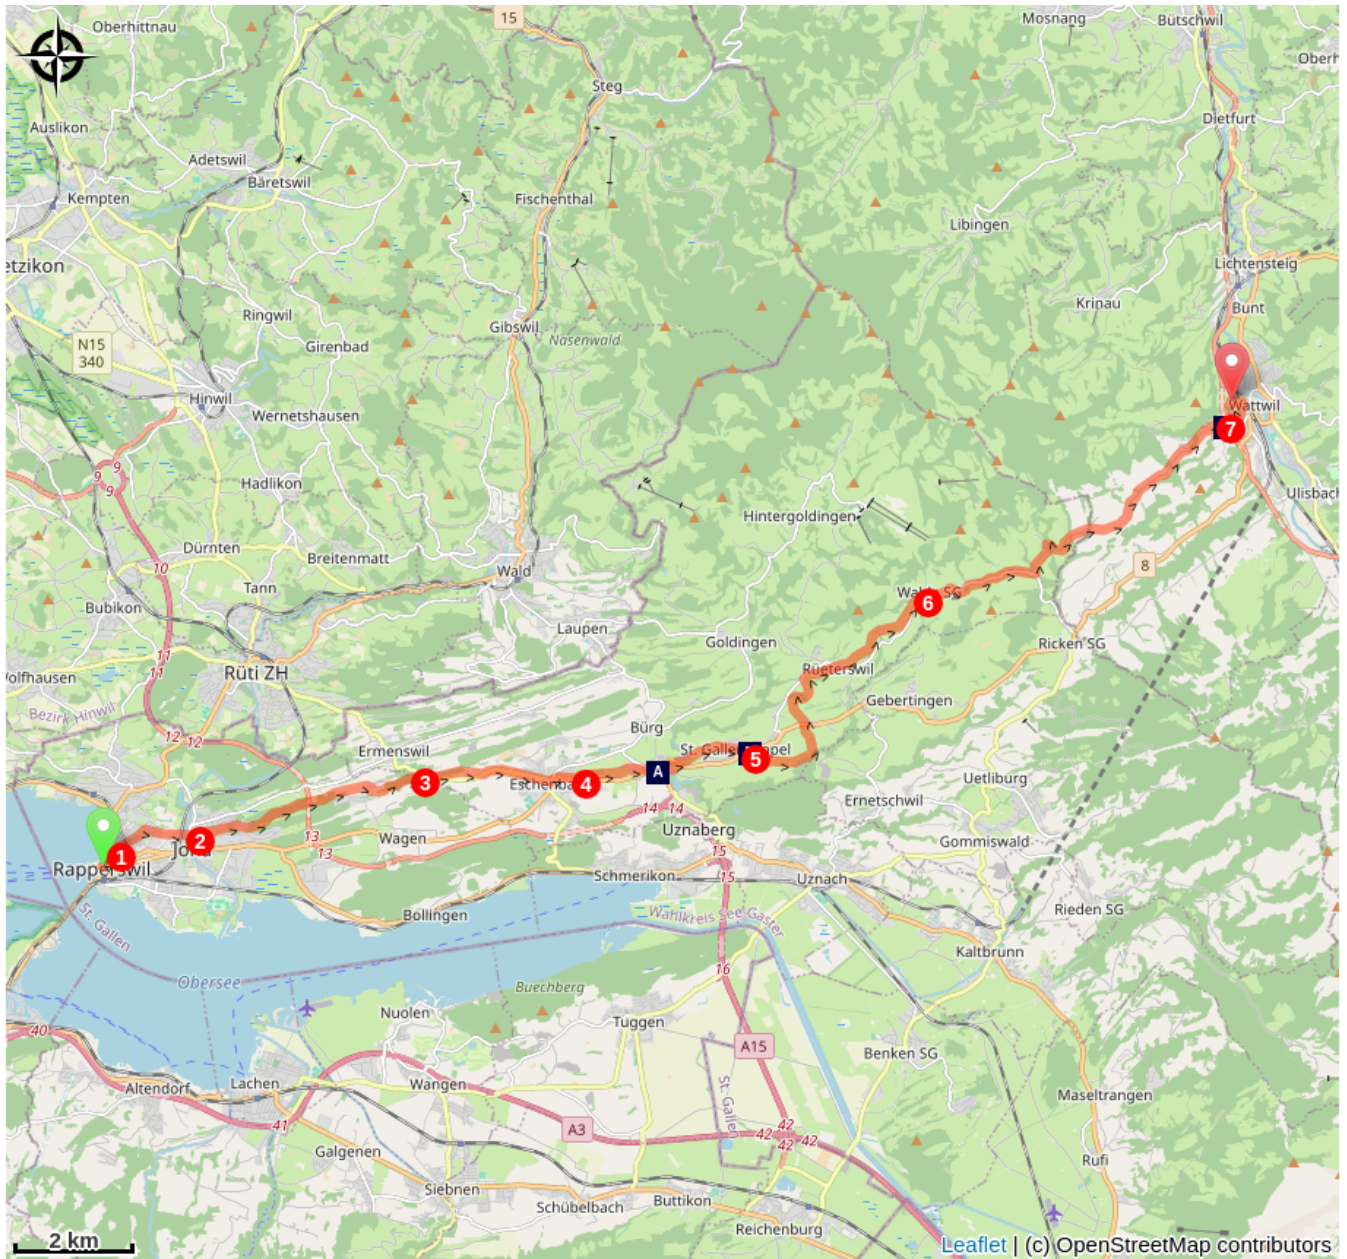 Oberhittnau
15
Mosnang
Bütschwil
Oberh
Steg
Auslikon
Dietfurt
Adetswil
Bäretswil
Kempten
Fischenthal
Libingen
etzikon
Lichtensteig
Krinau
Bunt
Ringwil
Gibswil
Nasenwald
Girenbad
N15
340
Hinwil
Wernetshausen
Wattwil
7
9
9
9
Hadlikon
Ulisbach
Hintergoldingen
Dürnten
Breitenmatt
10
Wald
8
Tann
Bubikon
6
Laupen
Goldingen
Ricken SG
11
11
Rüti ZH
Rüeterswil
olfhausen
Gebertingen
Bezirk Hinwil
Bürg
12
12
Ermenswil
5
A
3
4
Uetliburg
14
14
Ernetschwil
13
13
Wagen
Uznaberg
2
Gommiswald
1
15
15
Schmerikon
Uznach
Rieden SG
Bollingen
Wahlkreis See-Gaster
St. Gallen
Kaltbrunn
16
Obersee
Buechberg
Nuolen
Tuggen
40
A15
Benken SG
Altendorf
Lachen
Wangen
Maseltrangen
St. Gallen
41
A3
42
42
42
42
Galgenen
Rufi
Siebnen
Schübelbach
Buttikon
Reichenburg
2 km
Leaflet | (c) OpenStreetMap contributors